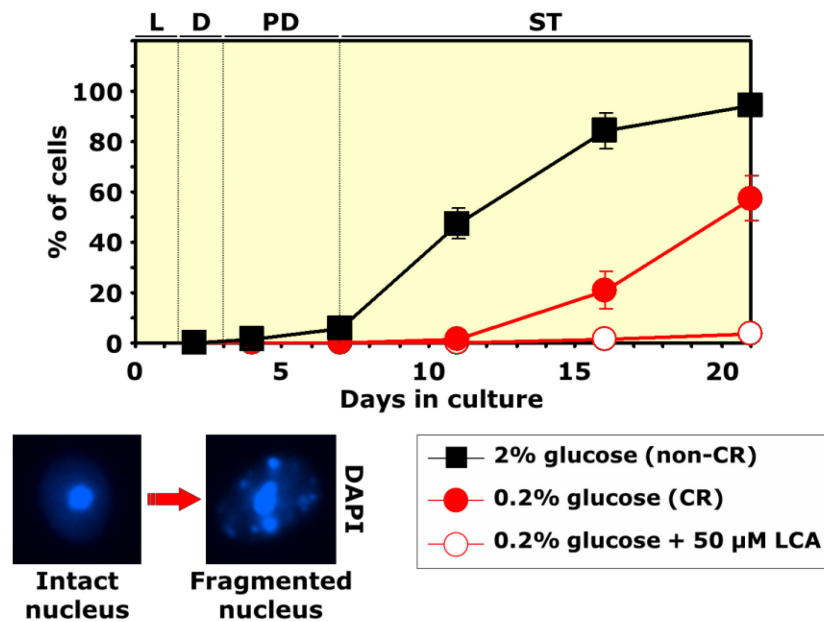 L D PD ST
100
80
60
40
20
0
% of cells
0 5 10 15 20
Days in culture
DAPI
Intact
nucleus
Fragmented
nucleus
2% glucose (non-CR)
0.2% glucose (CR)
0.2% glucose + 50 µM LCA